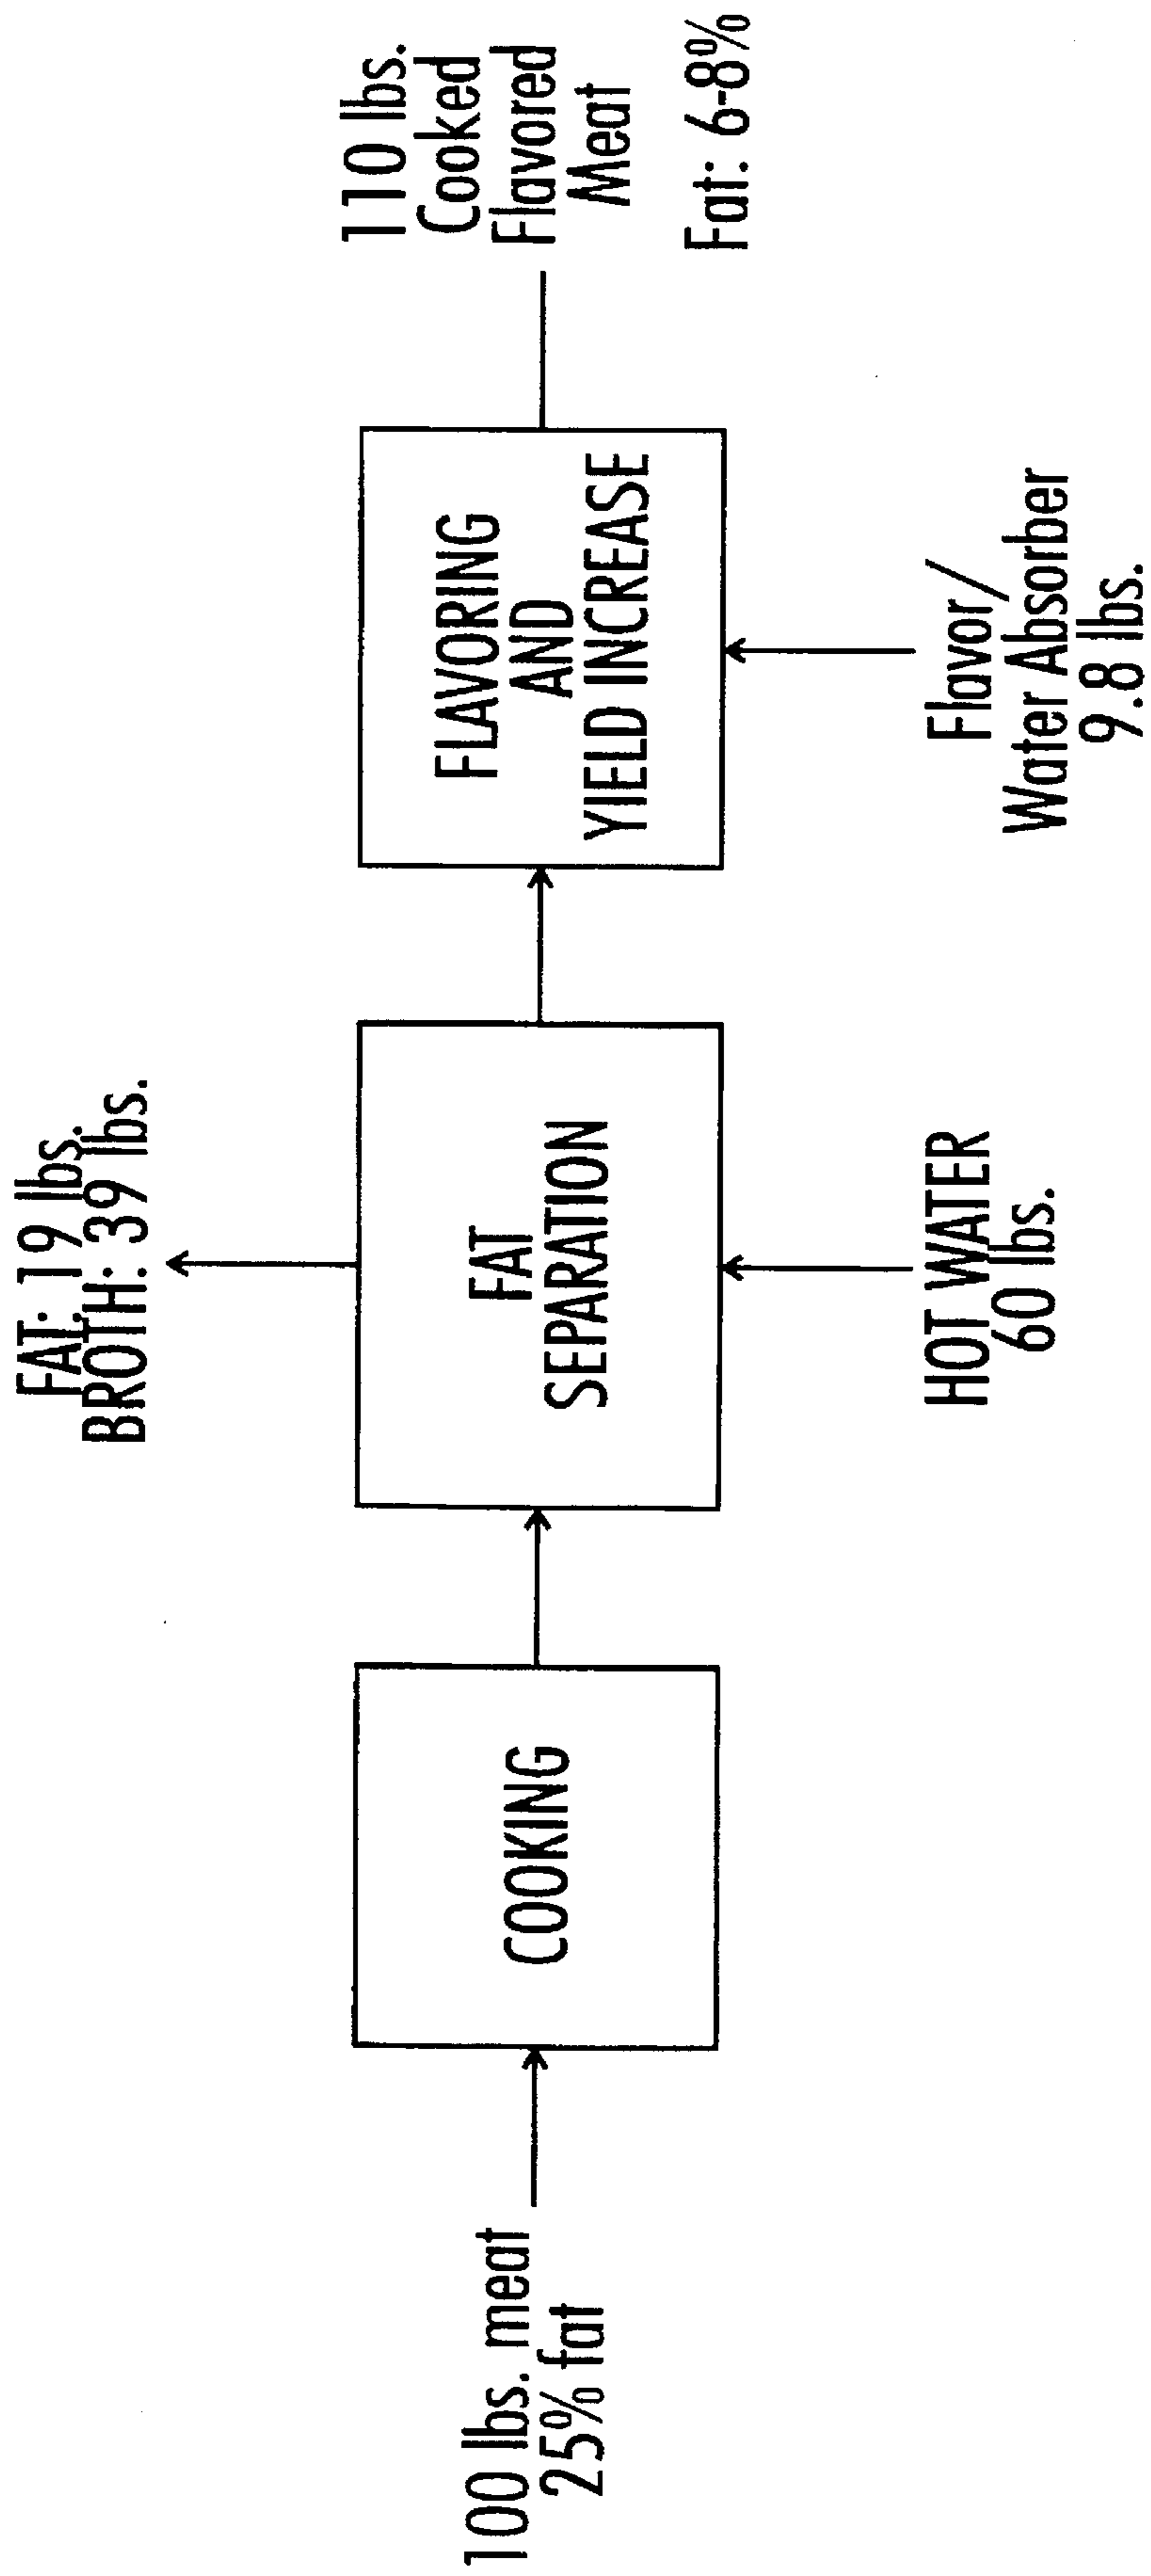 100 lbs. meat
25% fat
COOKING
FAT: 19 lbs.
BROTH: 39 lbs.
FAT
SEPARATION
HOT WATER
60 lbs.
FLAVORING
AND
YIELD INCREASE
Flavor/
Water Absorber
9.8 lbs.
110 lbs.
Cooked
Flavored
Meat
Fat: 6-8%